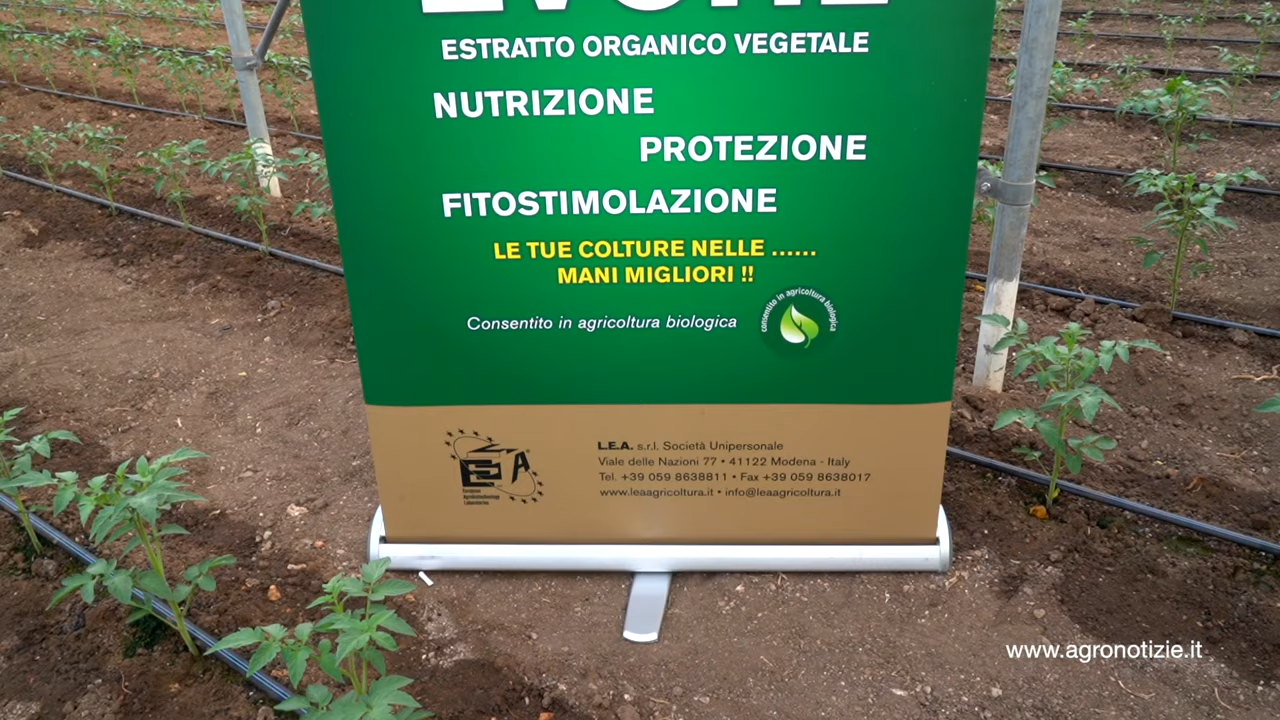 ESTRATTO ORGANICO VEGETALE
NUTRIZIONE
PROTEZIONE
FITOSTIMOLAZIONE
LE TUE COLTURE NELLE ......
MANI MIGLIORI !!
Consentito in agricoltura biologica
consentito in agricoltura biologica
L.E.A. s.r.l. Società Unipersonale
Viale delle Nazioni 77 • 41122 Modena - Italy
Tel. +39 059 8638811 • Fax +39 059 8638017
www.leaagricoltura.it • info@leaagricoltura.it
www.agronotizie.it